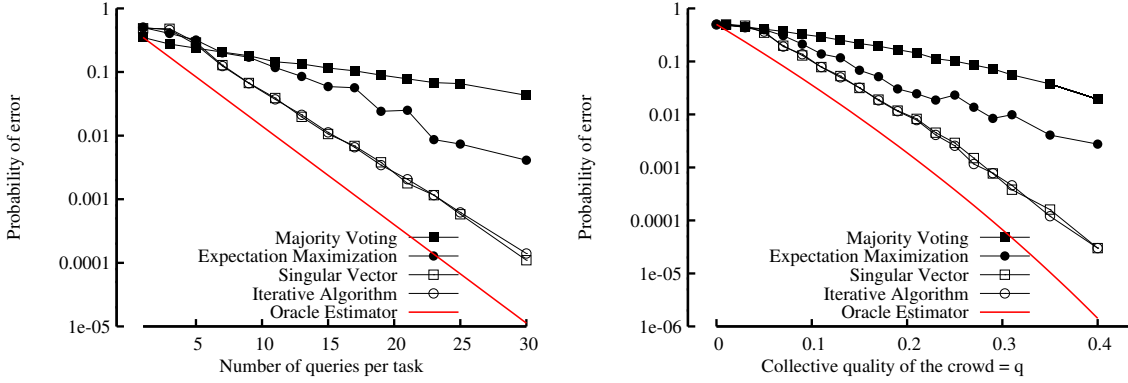 1
0.1
0.01
0.001
0.0001
1e-05
Probability of error
Majority Voting
Expectation Maximization
Singular Vector
Iterative Algorithm
Oracle Estimator
5 10 15 20 25 30
Number of queries per task
1
0.1
0.01
0.001
0.0001
1e-05
1e-06
Probability of error
Majority Voting
Expectation Maximization
Singular Vector
Iterative Algorithm
Oracle Estimator
0 0.1 0.2 0.3 0.4
Collective quality of the crowd = q